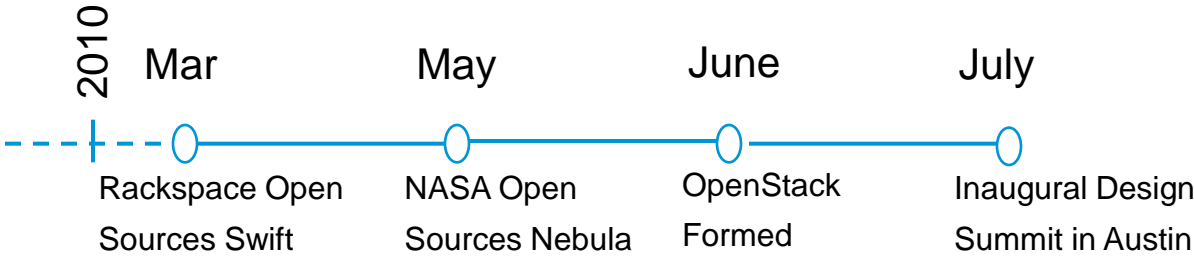 2010
Mar
May
June
July
Rackspace Open
Sources Swift
NASA Open
Sources Nebula
OpenStack
Formed
Inaugural Design
Summit in Austin